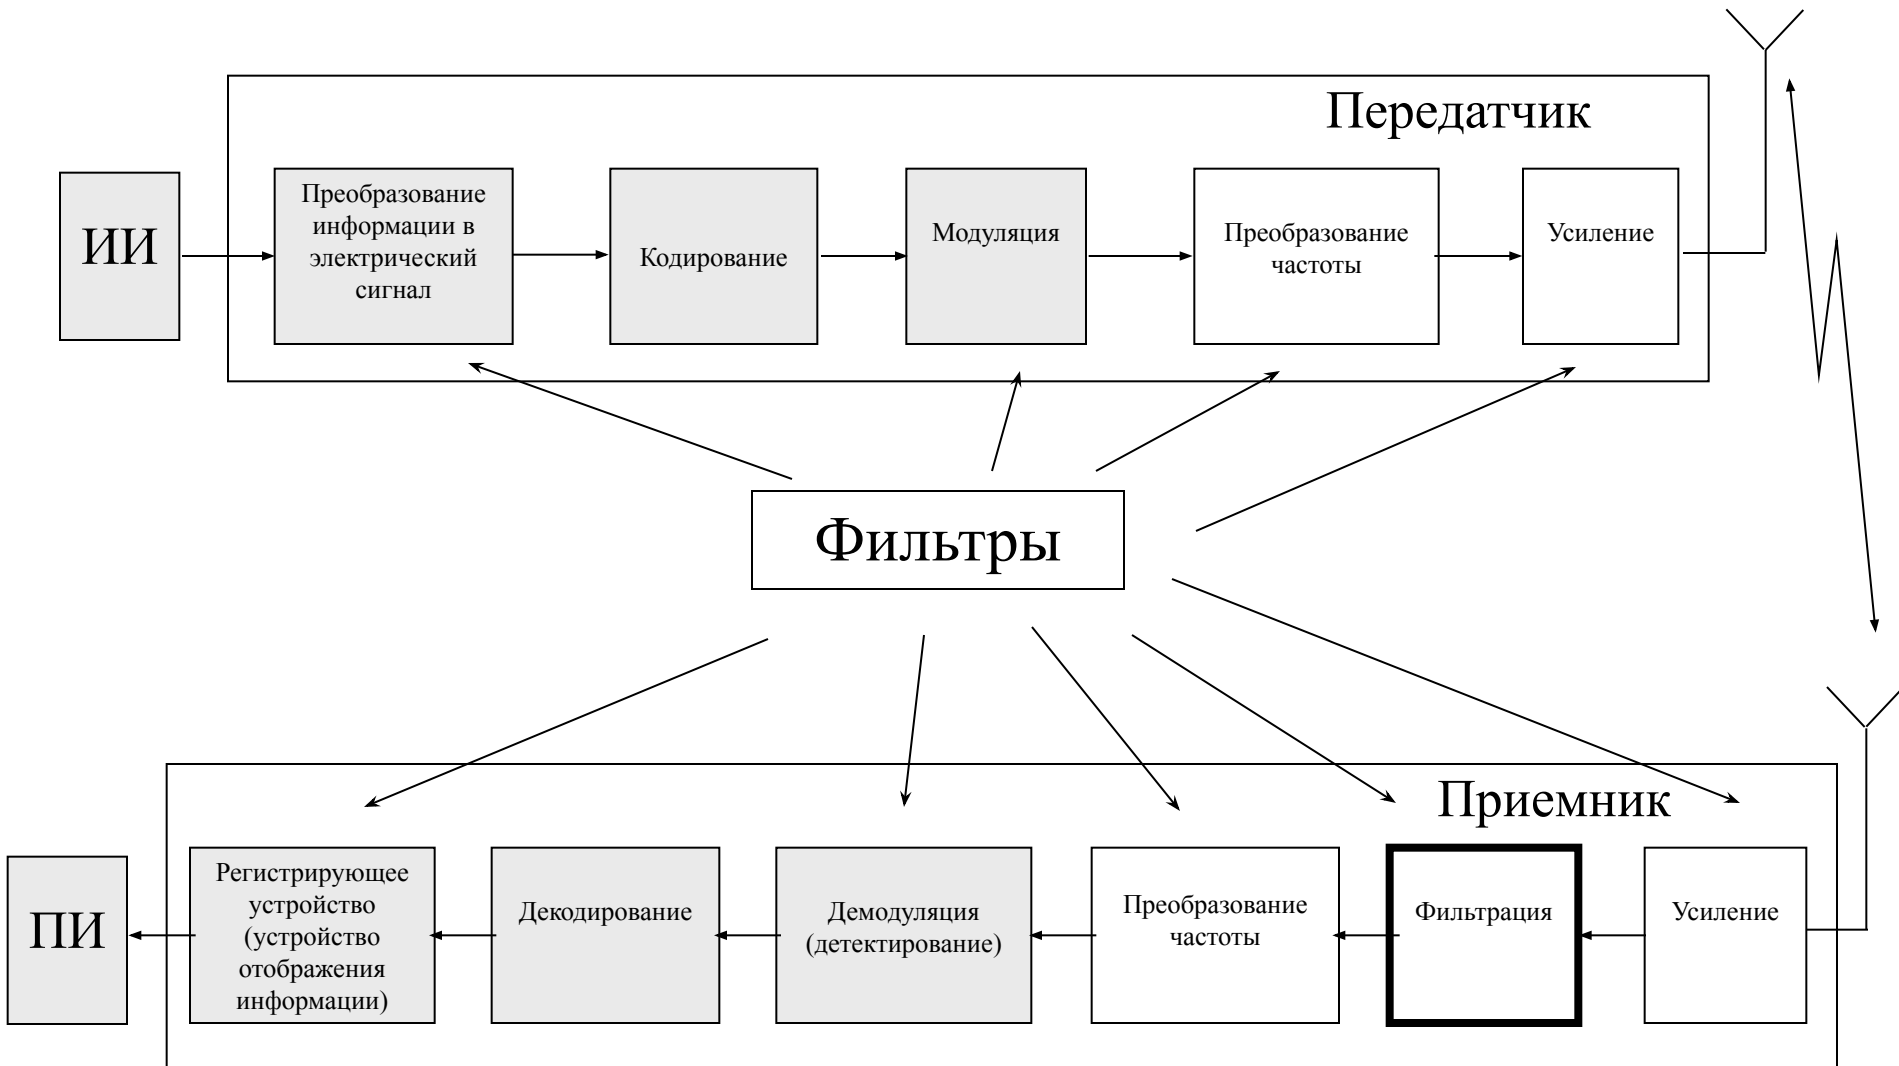 Передатчик
ИИ
Преобразование
информации в
электрический
сигнал
Кодирование
Модуляция
Преобразование
частоты
Усиление
Фильтры
Приемник
ПИ
Регистрирующее
устройство
(устройство
отображения
информации)
Декодирование
Демодуляция
(детектирование)
Преобразование
частоты
Фильтрация
Усиление